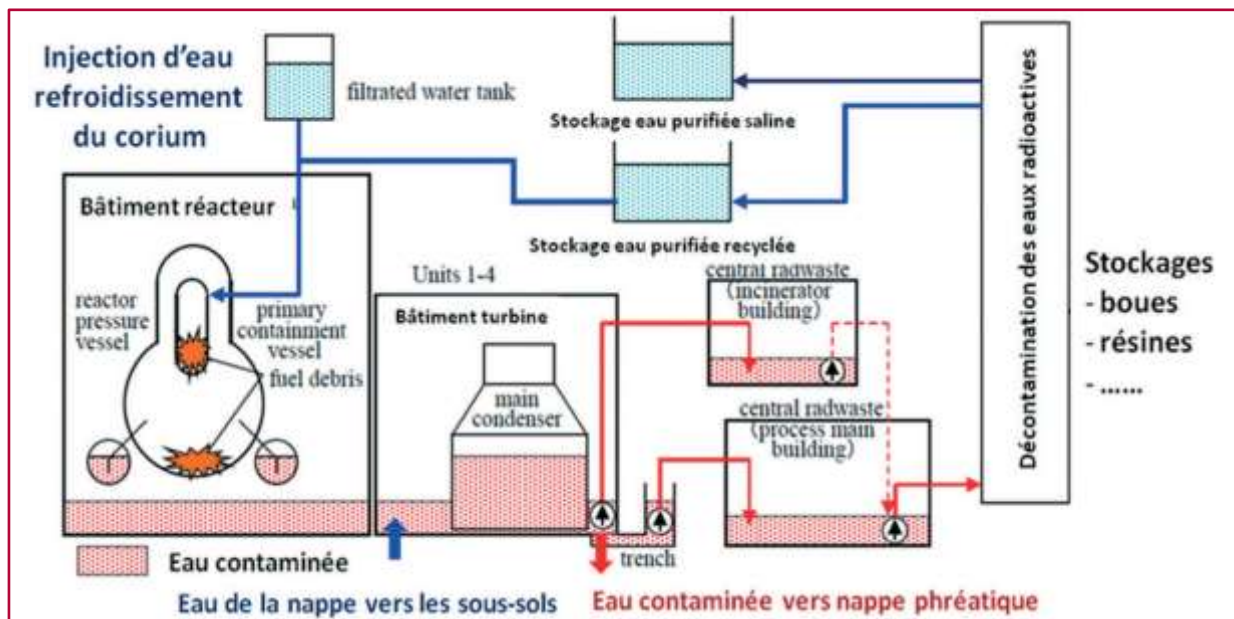 Injection d'eau
refroidissement
du corium
filtrated water tank
Stockage eau purifiée saline
Stockage eau purifiée recyclée
Décontamination des eaux radioactives
Stockages
- boues
- résines
- ......
Bâtiment réacteur
reactor
pressure
vessel
primary
containment
vessel
fuel debris
Units 1-4
Bâtiment turbine
main
condenser
central radwaste
(incinerator
building)
central radwaste
(process main
building)
trench
Eau contaminée
Eau de la nappe vers les sous-sols
Eau contaminée vers nappe phréatique